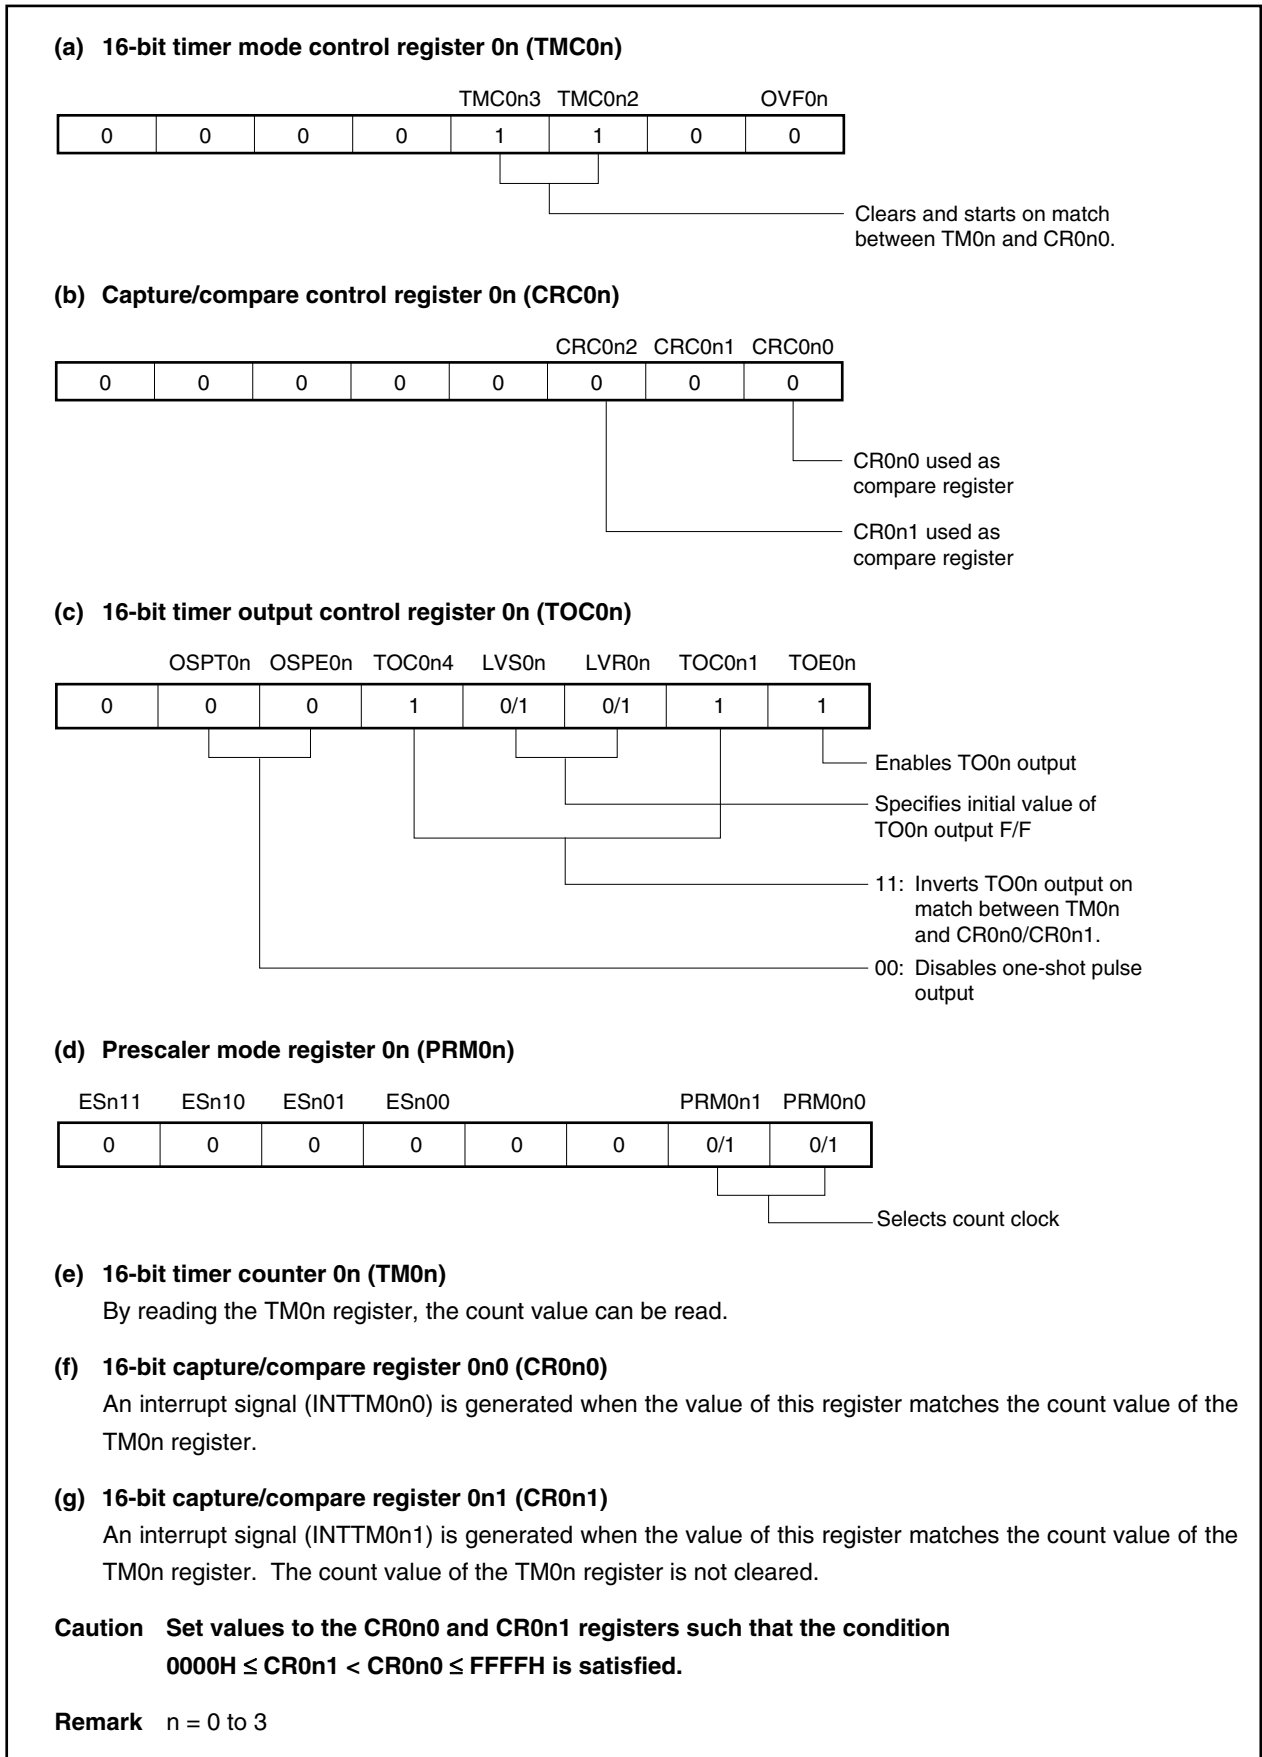 (a) 16-bit timer mode control register 0n (TMC0n)
TMC0n3 TMC0n2 OVF0n
0 0 0 0 1 1 0 0
Clears and starts on match
between TM0n and CR0n0.
(b) Capture/compare control register 0n (CRC0n)
CRC0n2 CRC0n1 CRC0n0
0 0 0 0 0 0 0 0
CR0n0 used as
compare register
CR0n1 used as
compare register
(c) 16-bit timer output control register 0n (TOC0n)
OSPT0n OSPE0n TOC0n4 LVS0n LVR0n TOC0n1 TOE0n
0 0 0 1 0/1 0/1 1 1
Enables TO0n output
Specifies initial value of
TO0n output F/F
11: Inverts TO0n output on
match between TM0n
and CR0n0/CR0n1.
00: Disables one-shot pulse
output
(d) Prescaler mode register 0n (PRM0n)
ESn11 ESn10 ESn01 ESn00 PRM0n1 PRM0n0
0 0 0 0 0 0 0/1 0/1
Selects count clock
(e) 16-bit timer counter 0n (TM0n)
By reading the TM0n register, the count value can be read.
(f) 16-bit capture/compare register 0n0 (CR0n0)
An interrupt signal (INTTM0n0) is generated when the value of this register matches the count value of the
TM0n register.
(g) 16-bit capture/compare register 0n1 (CR0n1)
An interrupt signal (INTTM0n1) is generated when the value of this register matches the count value of the
TM0n register. The count value of the TM0n register is not cleared.
Caution Set values to the CR0n0 and CR0n1 registers such that the condition
0000H ≤ CR0n1 < CR0n0 ≤ FFFFH is satisfied.
Remark n = 0 to 3